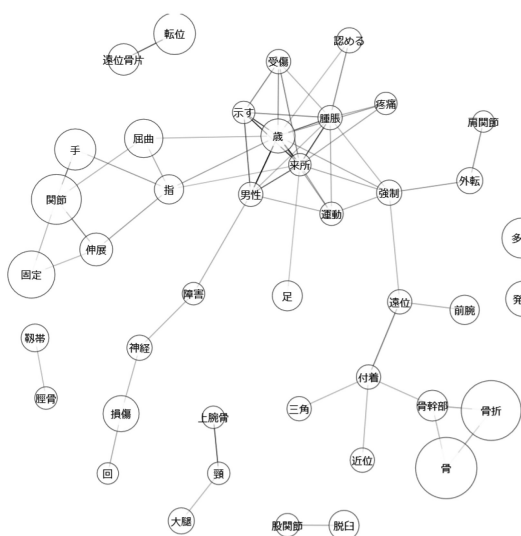 転位
遠位骨片
認める
受傷
疼痛
示す
腫脹
肩関節
屈曲
歳
手
来所
外転
指
男性
強制
関節
運動
多
伸展
固定
障害
足
発
遠位
前腕
靱帯
神経
付着
脛骨
骨幹部
三角
骨折
損傷
上腕骨
近位
骨
回
頸
大腿
股関節
脱臼